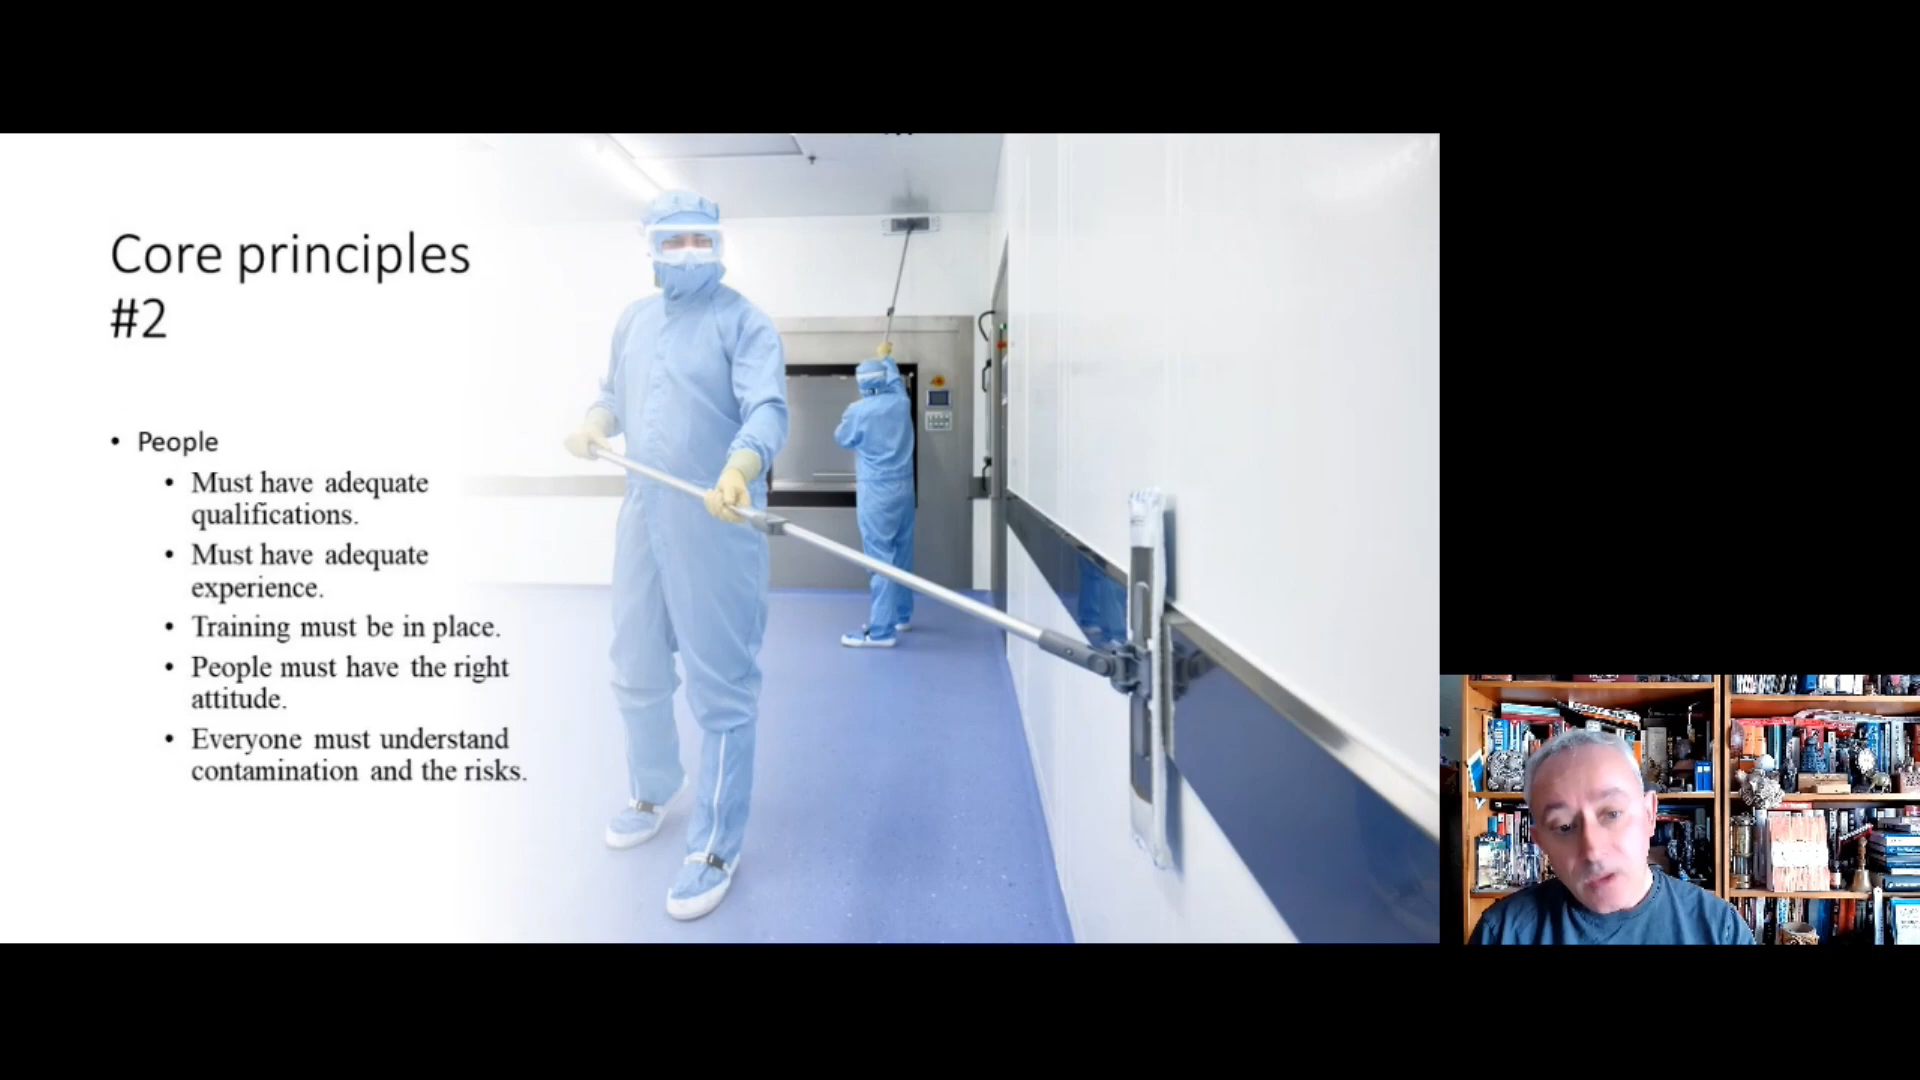 Core principles
#2
• People
• Must have adequate
qualifications.
• Must have adequate
experience.
• Training must be in place.
• People must have the right
attitude.
• Everyone must understand
contamination and the risks.